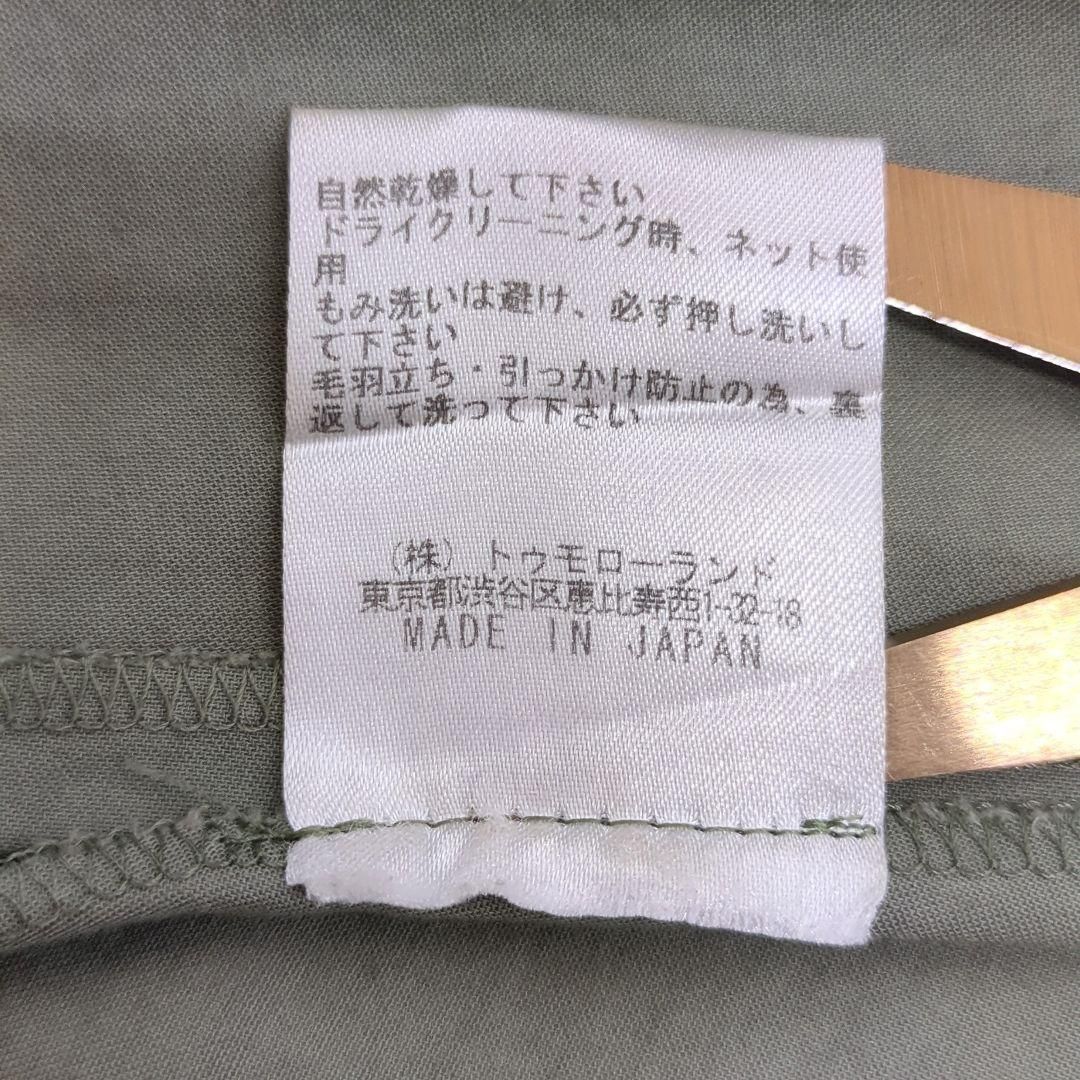 自然乾燥して下さい
ドライクリーニング時、ネット使
用
もみ洗いは避け、必ず押し洗いし
て下さい
毛羽立ち・引っかけ防止の為、裏
返して洗って下さい
(株) トゥモローランド
東京都渋谷区恵比寿西1-32-18
MADE IN JAPAN